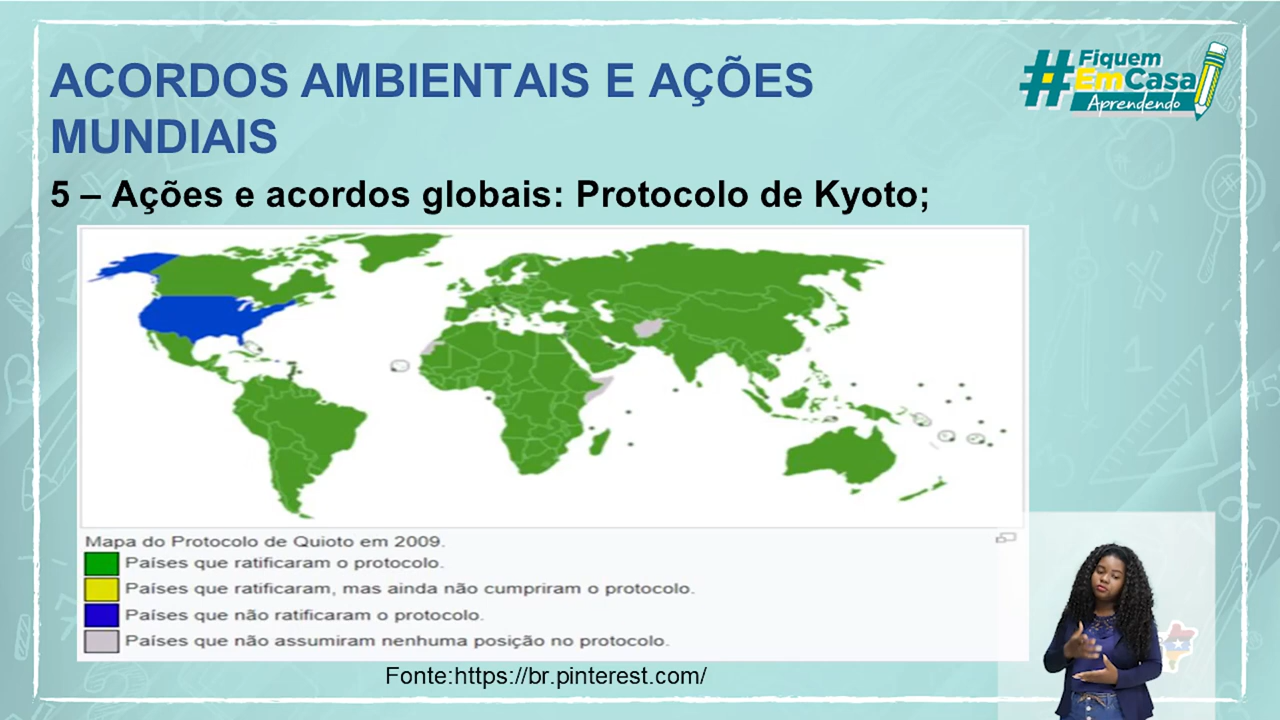 ACORDOS AMBIENTAIS E AÇÕES
MUNDIAIS
#Fiquem
EmCasa
Aprendendo
5 – Ações e acordos globais: Protocolo de Kyoto;
Mapa do Protocolo de Quioto em 2009.
Países que ratificaram o protocolo.
Países que ratificaram, mas ainda não cumpriram o protocolo.
Países que não ratificaram o protocolo.
Países que não assumiram nenhuma posição no protocolo.
Fonte:https://br.pinterest.com/